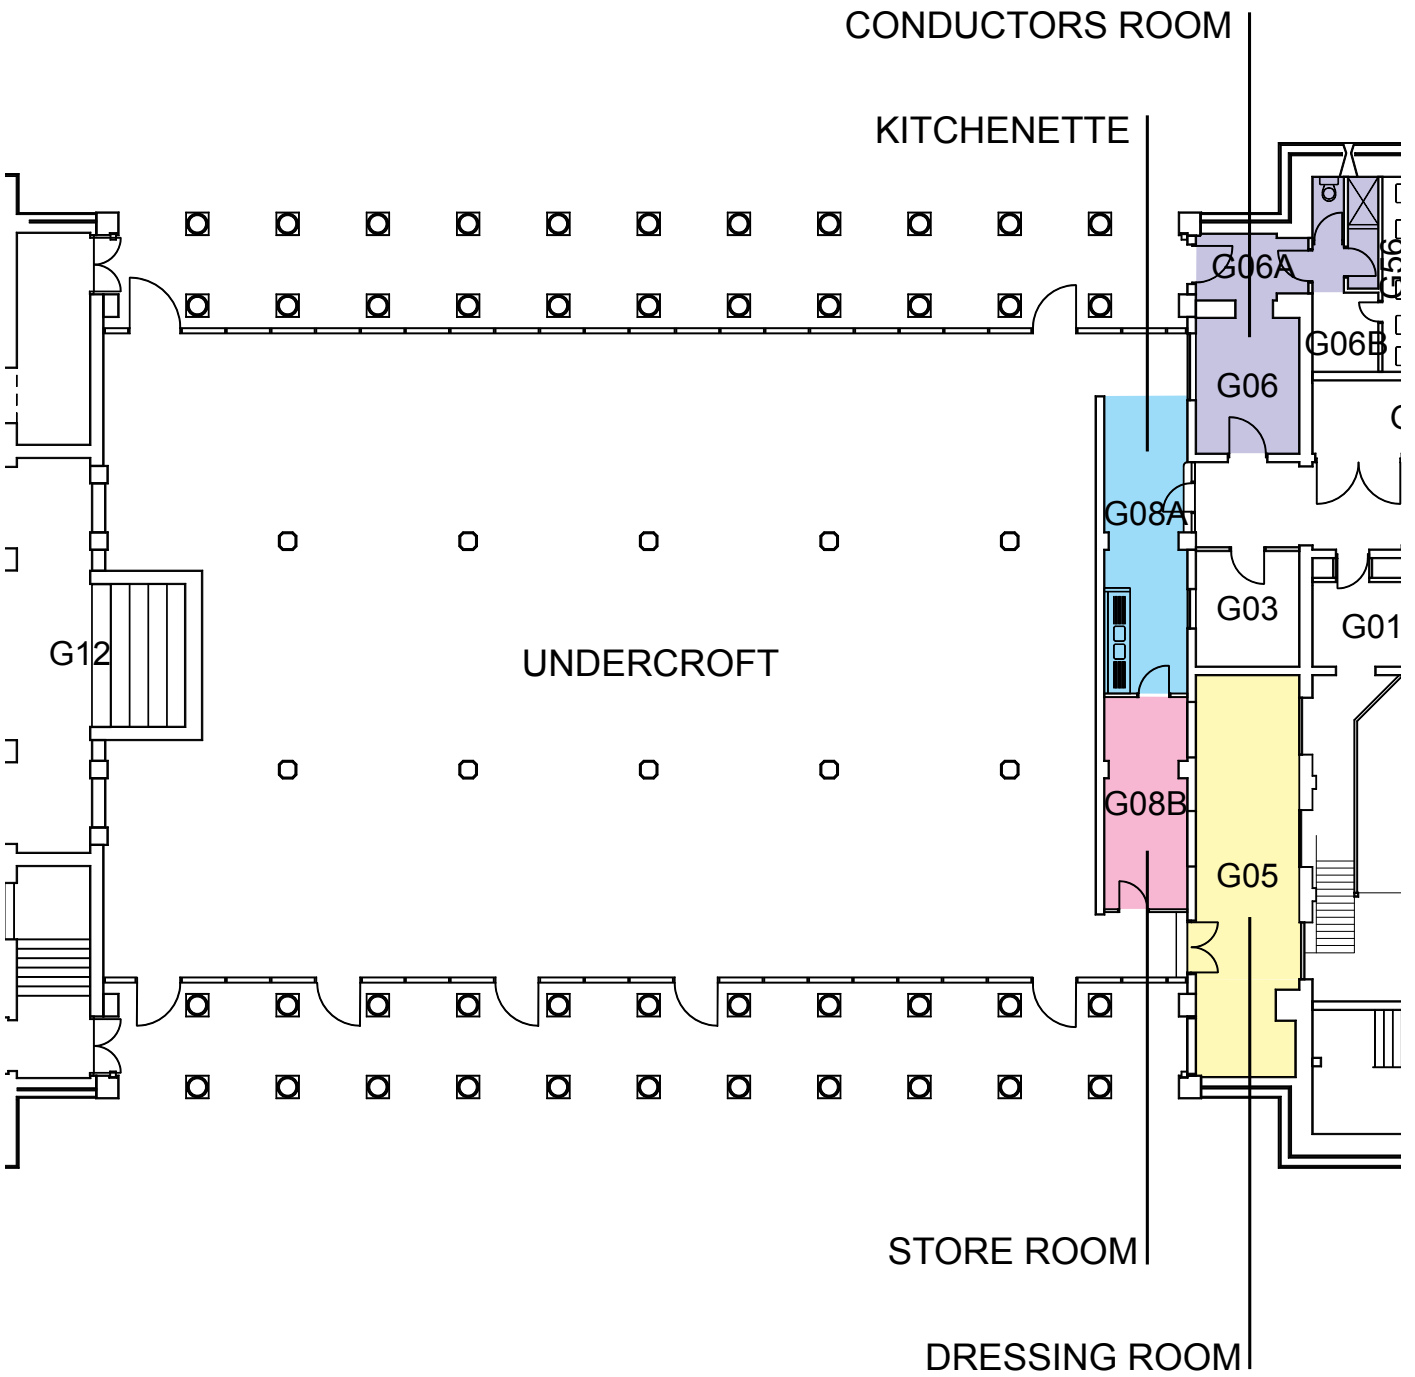 CONDUCTORS ROOM
KITCHENETTE
G06A
G56
G06B
G06
G08A
G03
G01
G12
UNDERCROFT
G08B
G05
STORE ROOM
DRESSING ROOM